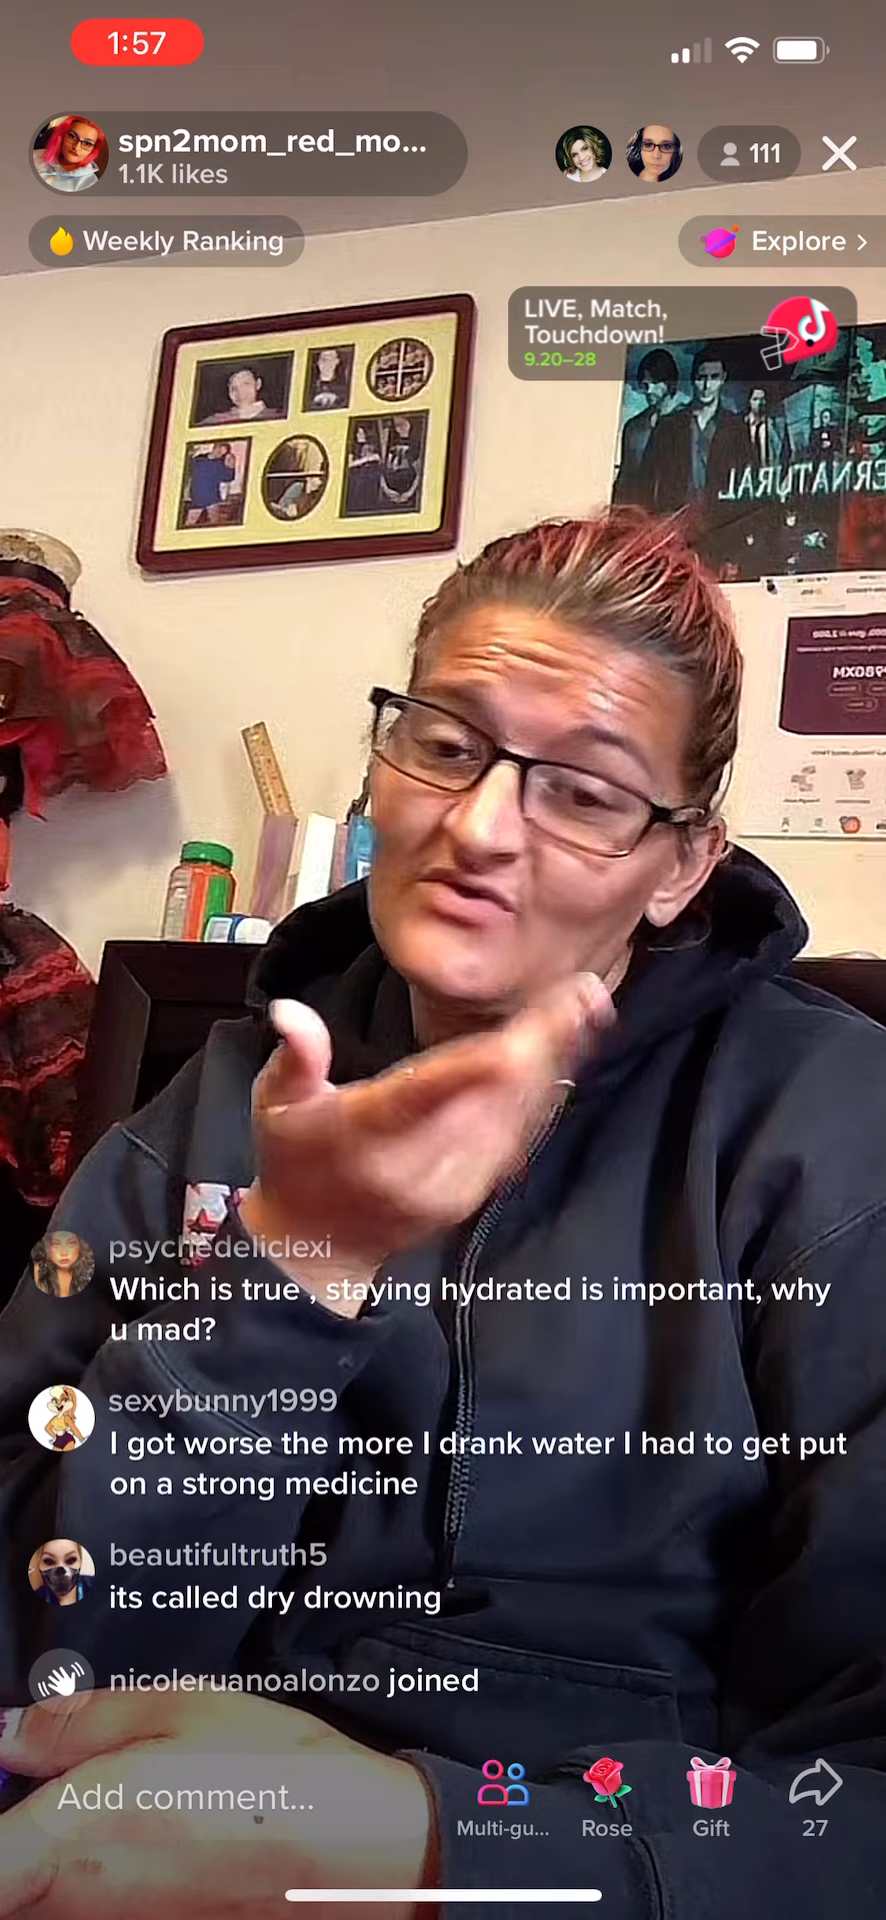 1:57
spn2mom_red_mo...
1.1K likes
111
Weekly Ranking
Explore >
LIVE, Match,
Touchdown!
9.20–28
ERNATURAL
psychedeliclexi
Which is true , staying hydrated is important, why
u mad?
sexybunny1999
I got worse the more I drank water I had to get put
on a strong medicine
beautifultruth5
its called dry drowning
nicoleruanoalonzo joined
Add comment...
Multi-gu...
Rose
Gift
27